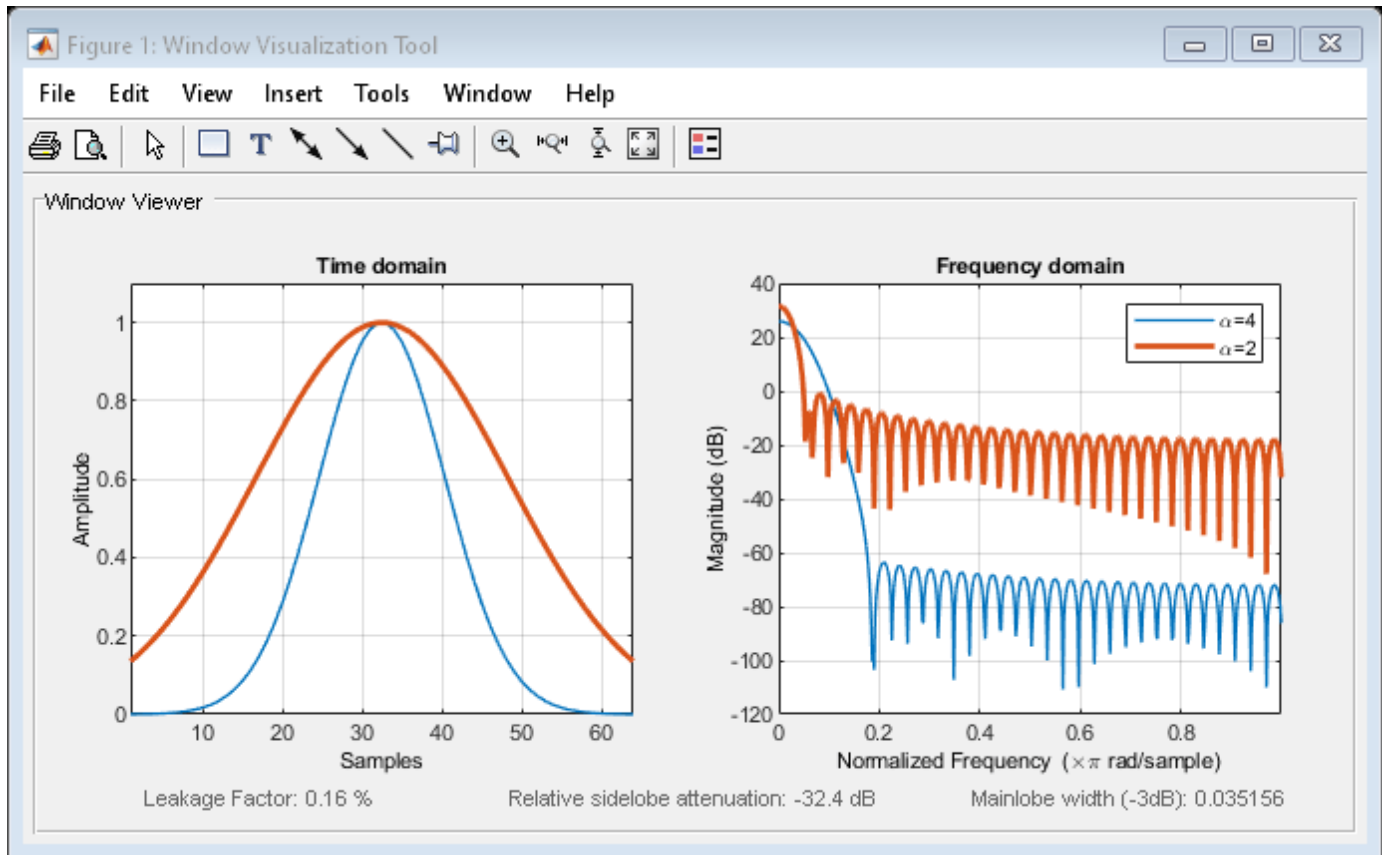 Figure 1: Window Visualization Tool
File Edit View Insert Tools Window Help
T
Window Viewer
Time domain
1
0.8
0.6
0.4
0.2
0
Amplitude
10 20 30 40 50 60
Samples
Frequency domain
40
20
0
-20
-40
-60
-80
-100
-120
Magnitude (dB)
α=4
α=2
0 0.2 0.4 0.6 0.8
Normalized Frequency (×π rad/sample)
Leakage Factor: 0.16 % Relative sidelobe attenuation: -32.4 dB Mainlobe width (-3dB): 0.035156